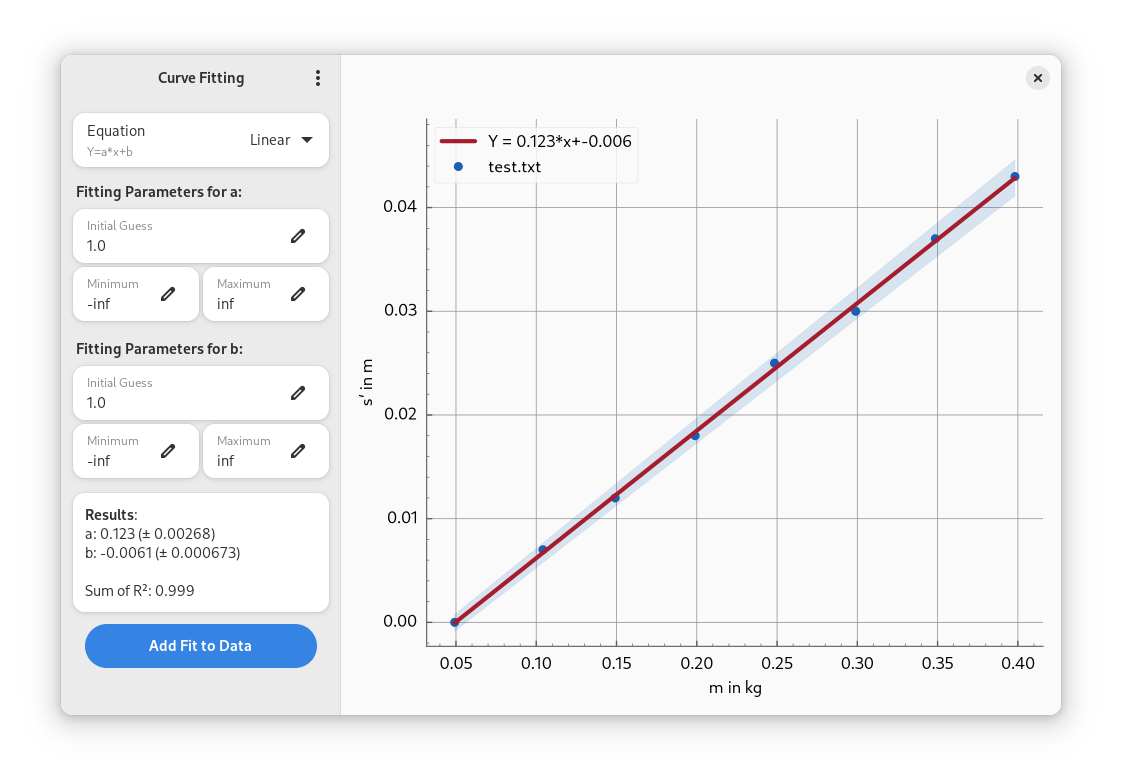 Curve Fitting
Equation
Y=a*x+b
Linear
Fitting Parameters for a:
Initial Guess
1.0
Minimum
-inf
Maximum
inf
Fitting Parameters for b:
Initial Guess
1.0
Minimum
-inf
Maximum
inf
Results:
a: 0.123 (± 0.00268)
b: -0.0061 (± 0.000673)
Sum of R²: 0.999
Add Fit to Data
Y = 0.123*x+-0.006
test.txt
s′ in m
0.04
0.03
0.02
0.01
0.00
0.05 0.10 0.15 0.20 0.25 0.30 0.35 0.40
m in kg